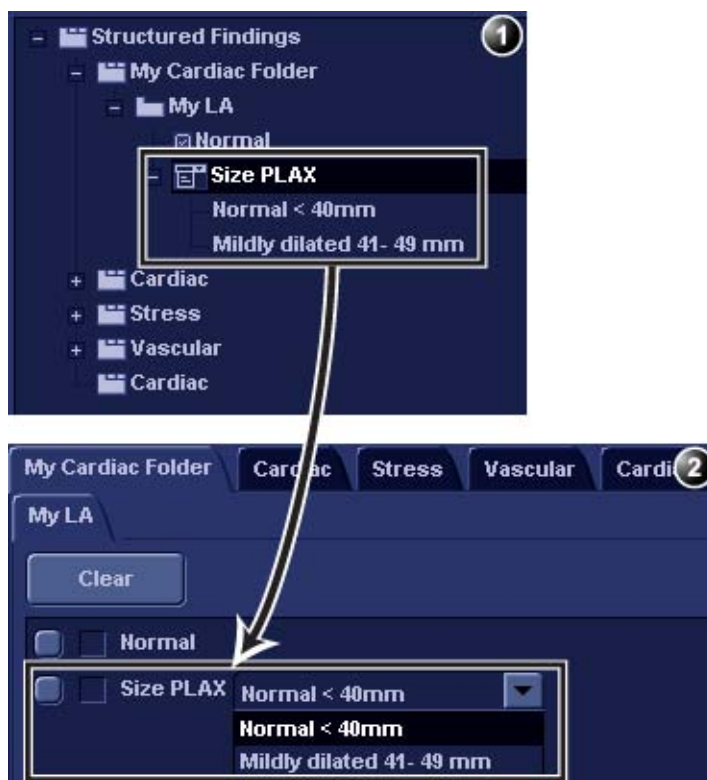 Structured Findings
1
My Cardiac Folder
My LA
Normal
Size PLAX
Normal < 40mm
Mildly dilated 41- 49 mm
Cardiac
Stress
Vascular
Cardiac
My Cardiac Folder Cardiac Stress Vascular Cardi 2
My LA
Clear
Normal
Size PLAX Normal < 40mm
Normal < 40mm
Mildly dilated 41- 49 mm